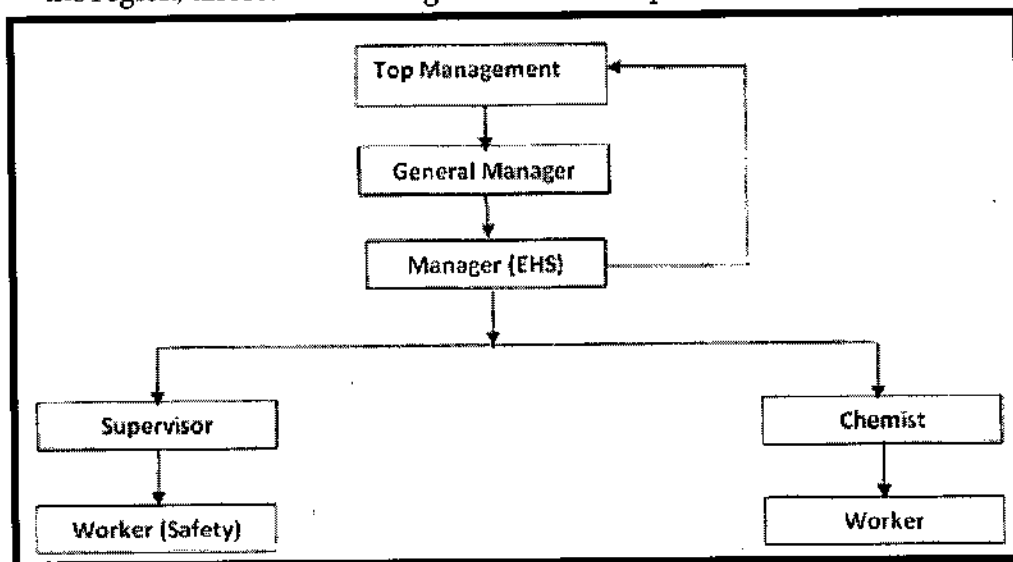 Top Management
General Manager
Manager (EHS)
Supervisor
Chemist
Worker (Safety)
Worker